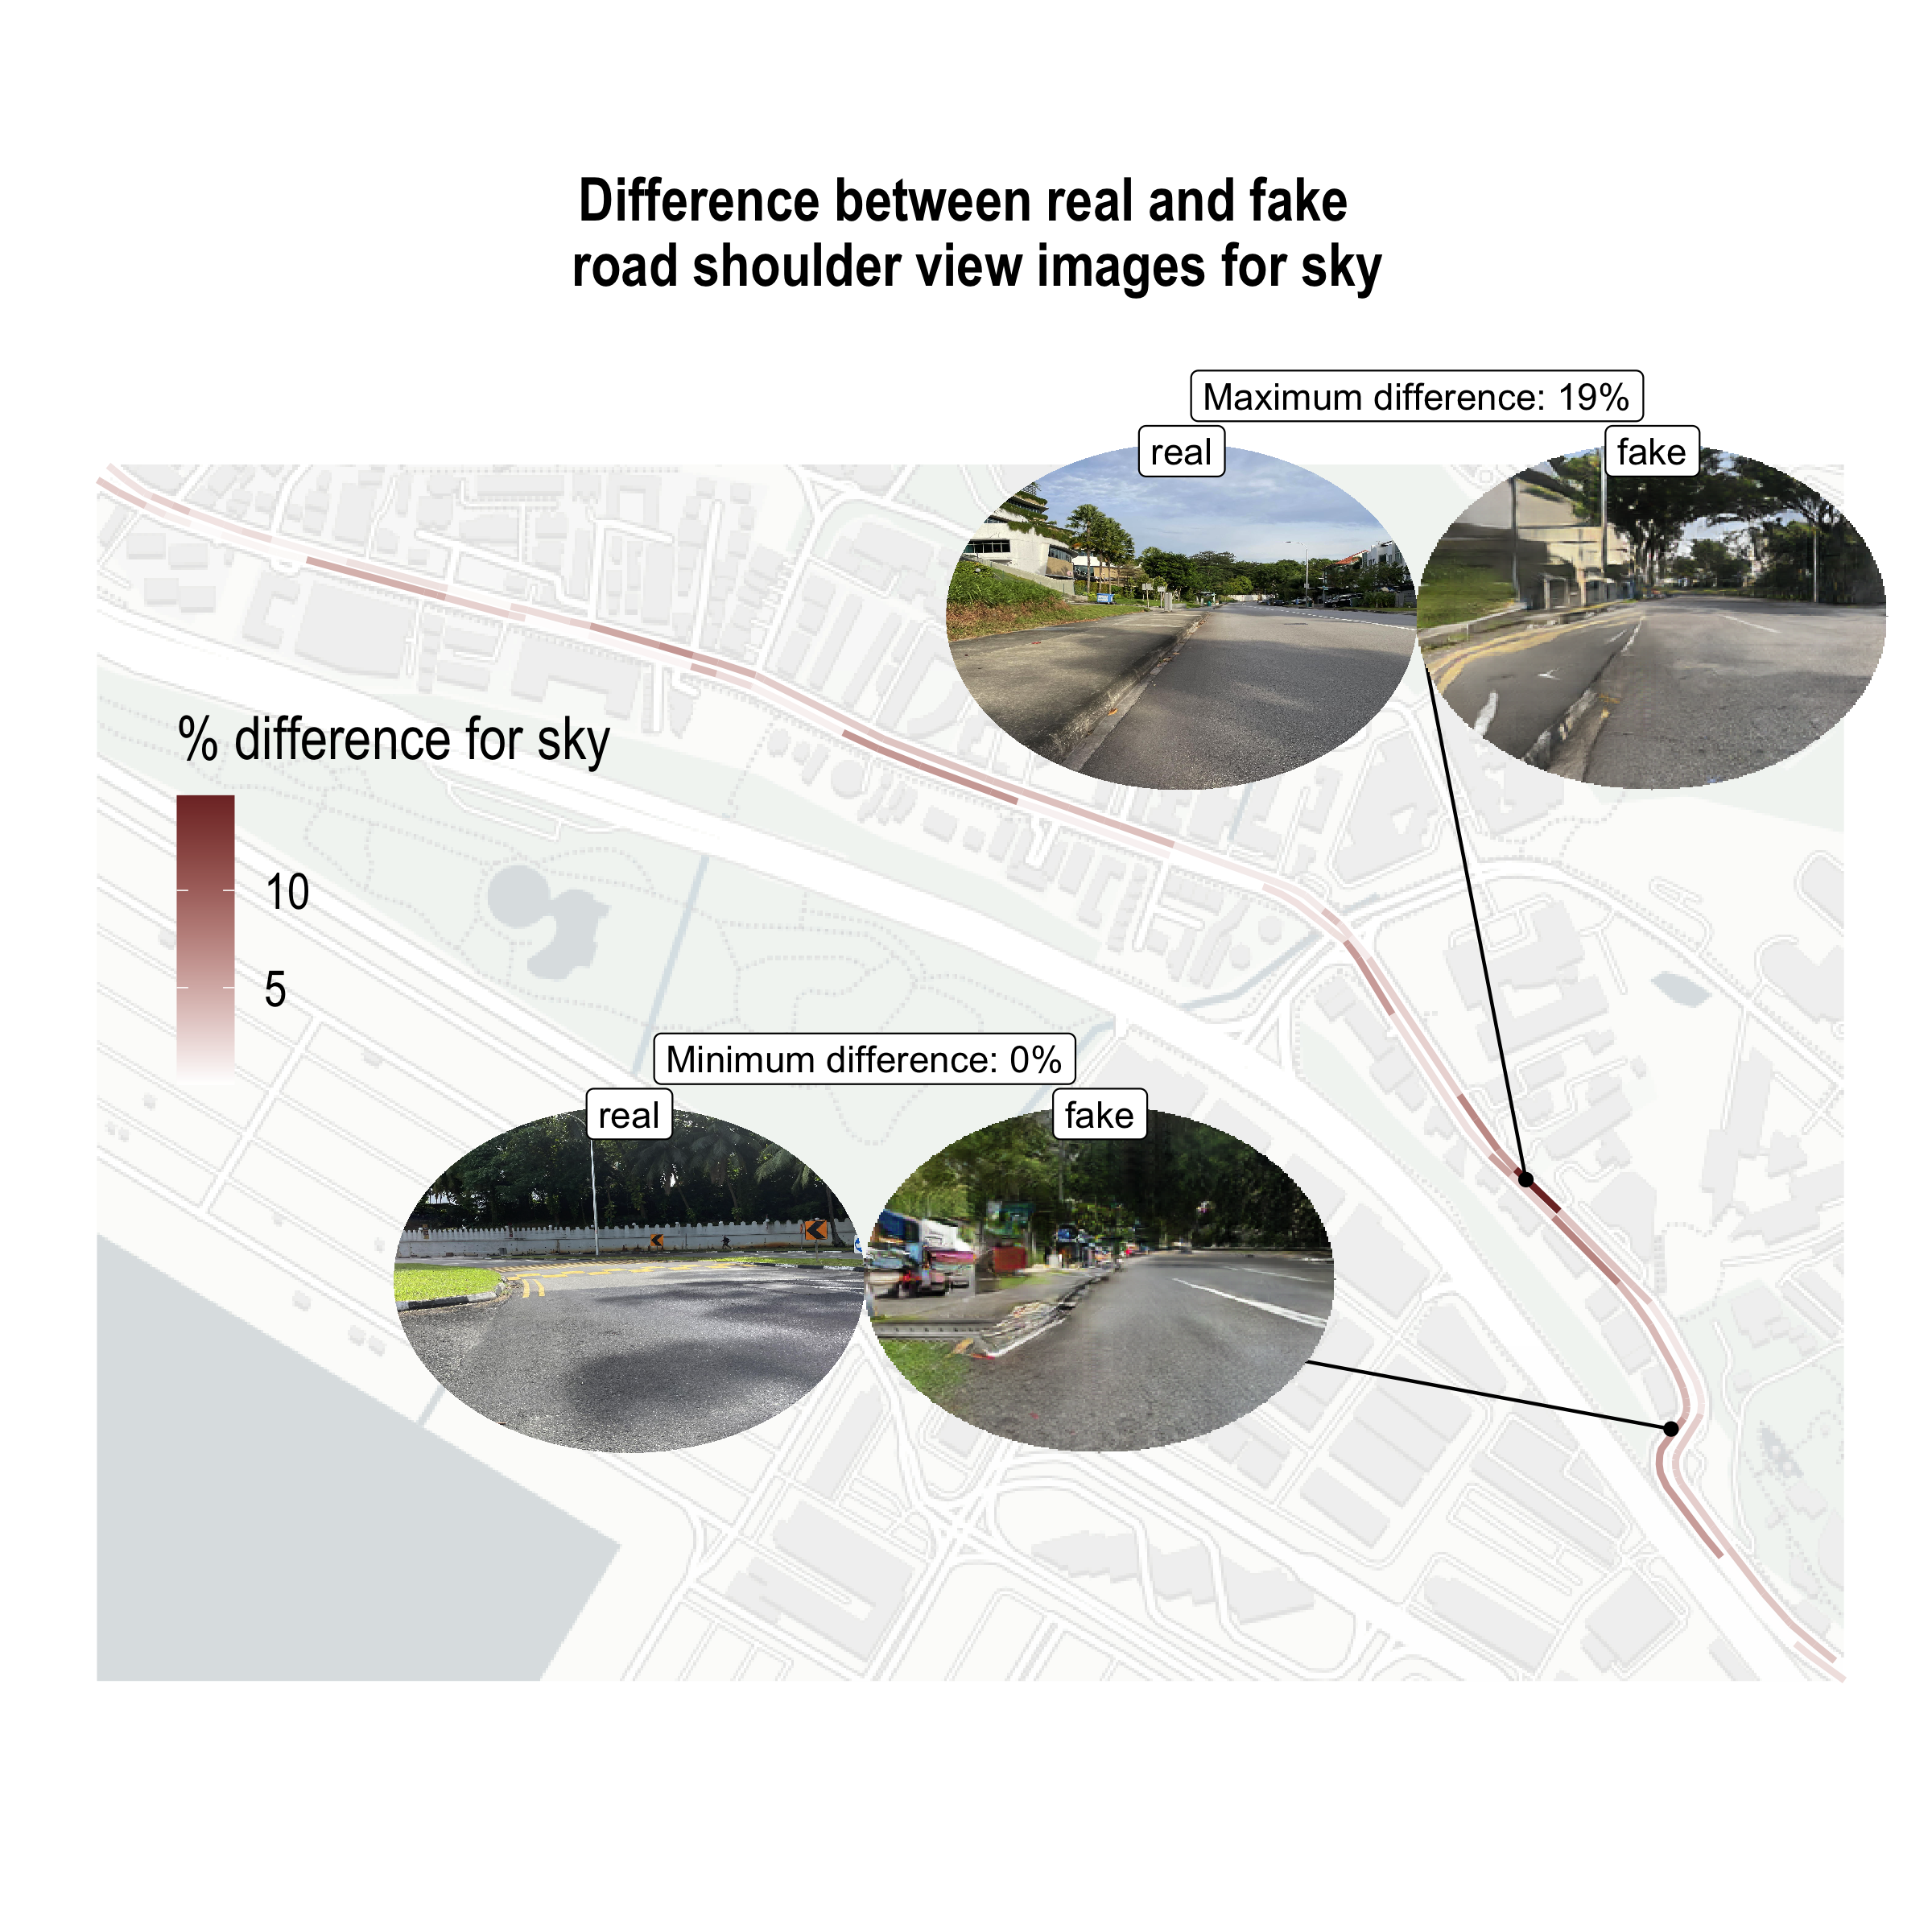 Difference between real and fake
road shoulder view images for sky
Maximum difference: 19%
real
fake
% difference for sky
10
5
Minimum difference: 0%
real
fake